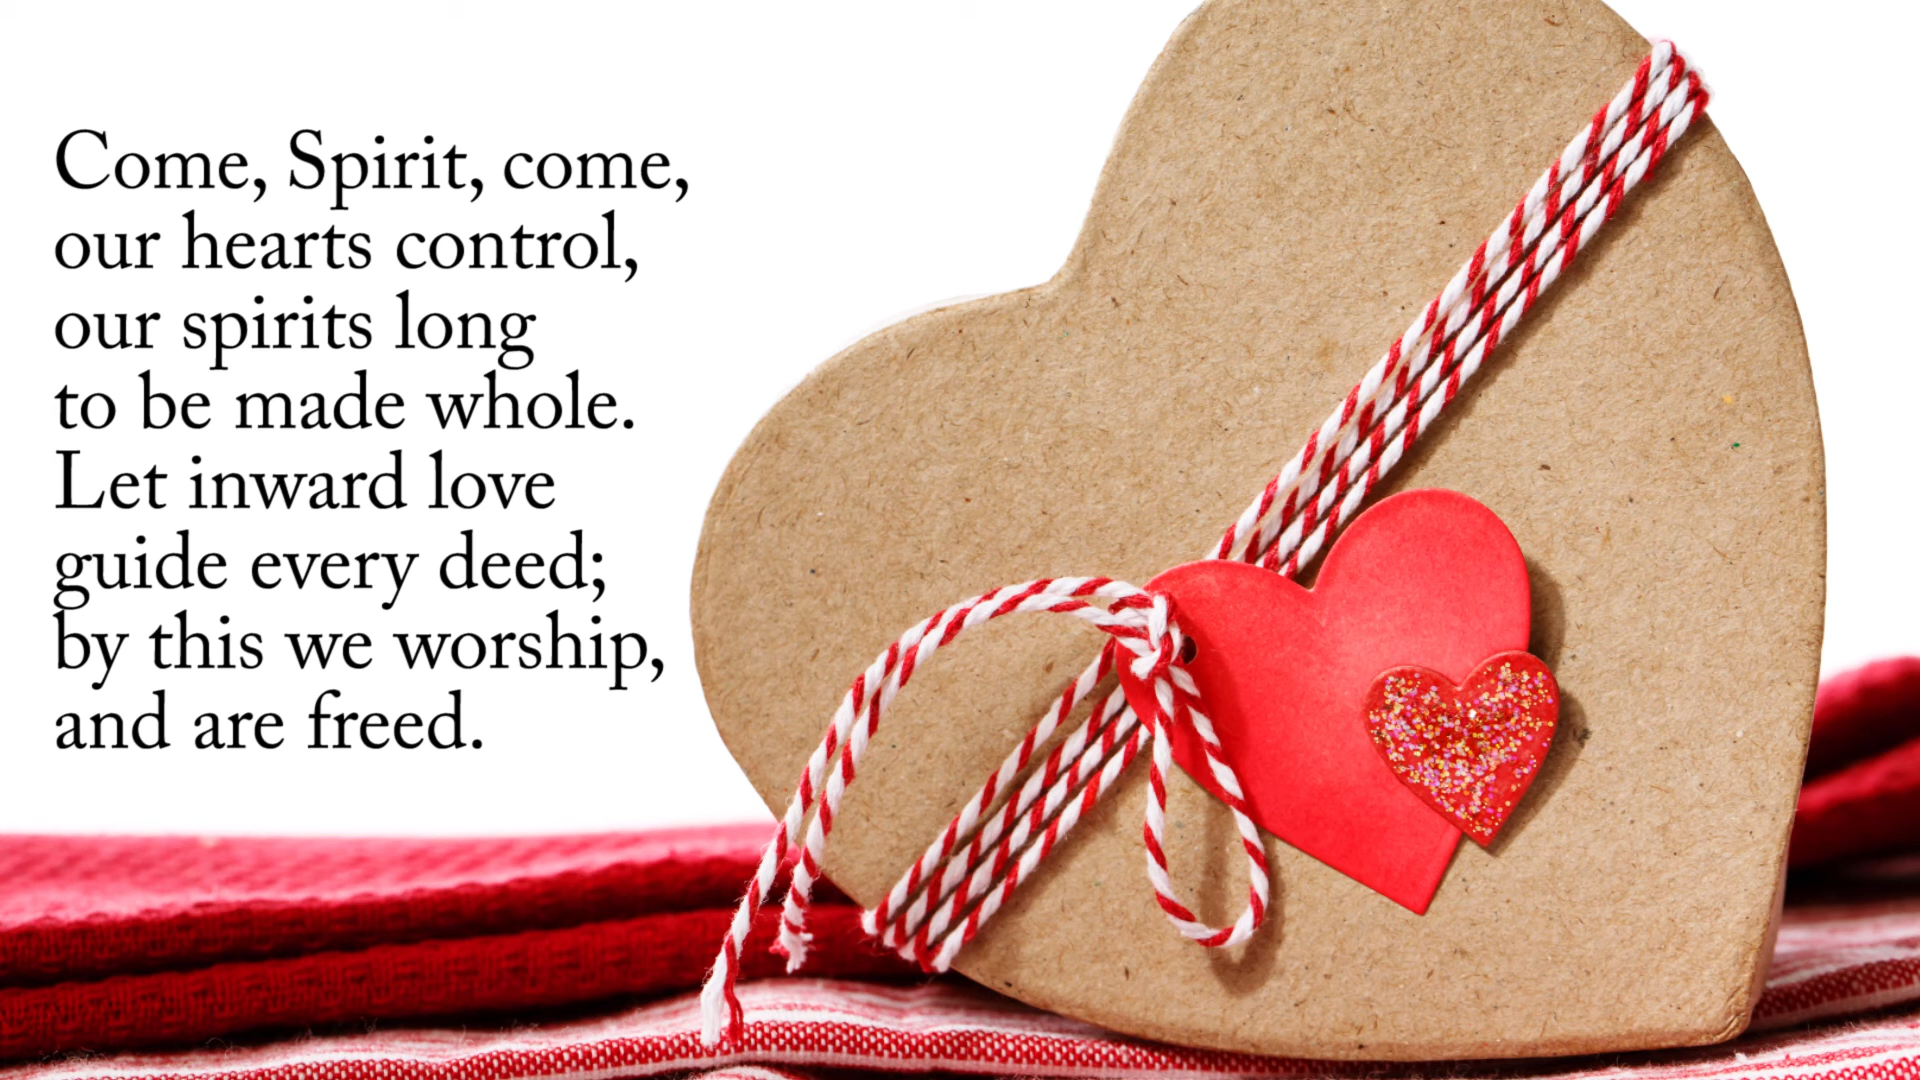 Come, Spirit, come,
our hearts control,
our spirits long
to be made whole.
Let inward love
guide every deed;
by this we worship,
and are freed.